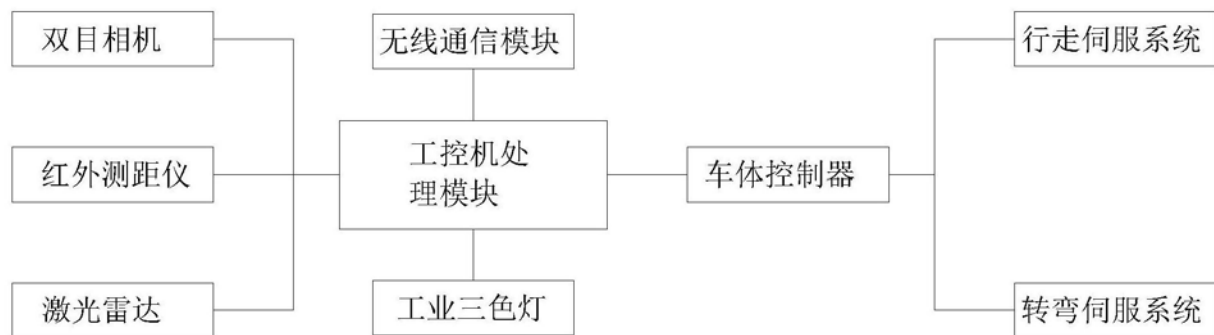 双目相机
无线通信模块
行走伺服系统
红外测距仪
工控机处
理模块
车体控制器
激光雷达
工业三色灯
转弯伺服系统